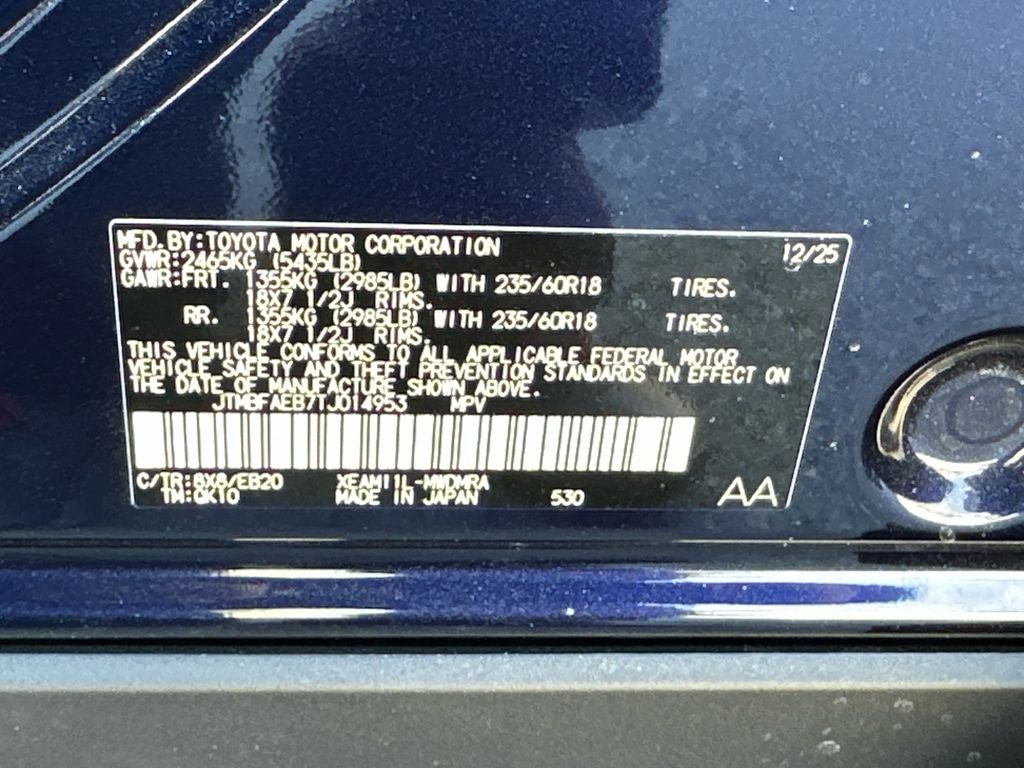 MFD.BY:TOYOTA MOTOR CORPORATION 12/25
GVWR:2465KG (5435LB)
GAWR:FRT. 1355KG (2985LB) WITH 235/60R18 TIRES.
18X7 1/2J RIMS.
RR. 1355KG (2985LB) WITH 235/60R18 TIRES.
18X7 1/2J RIMS.
THIS VEHICLE CONFORMS TO ALL APPLICABLE FEDERAL MOTOR
VEHICLE SAFETY AND THEFT PREVENTION STANDARDS IN EFFECT ON
THE DATE OF MANUFACTURE SHOWN ABOVE.
JTMBFAEB7TJ014953 MPV
C/TR:8X8/EB20 XEAM11L-MWDMRA
TM:QK10 MADE IN JAPAN 530 AA